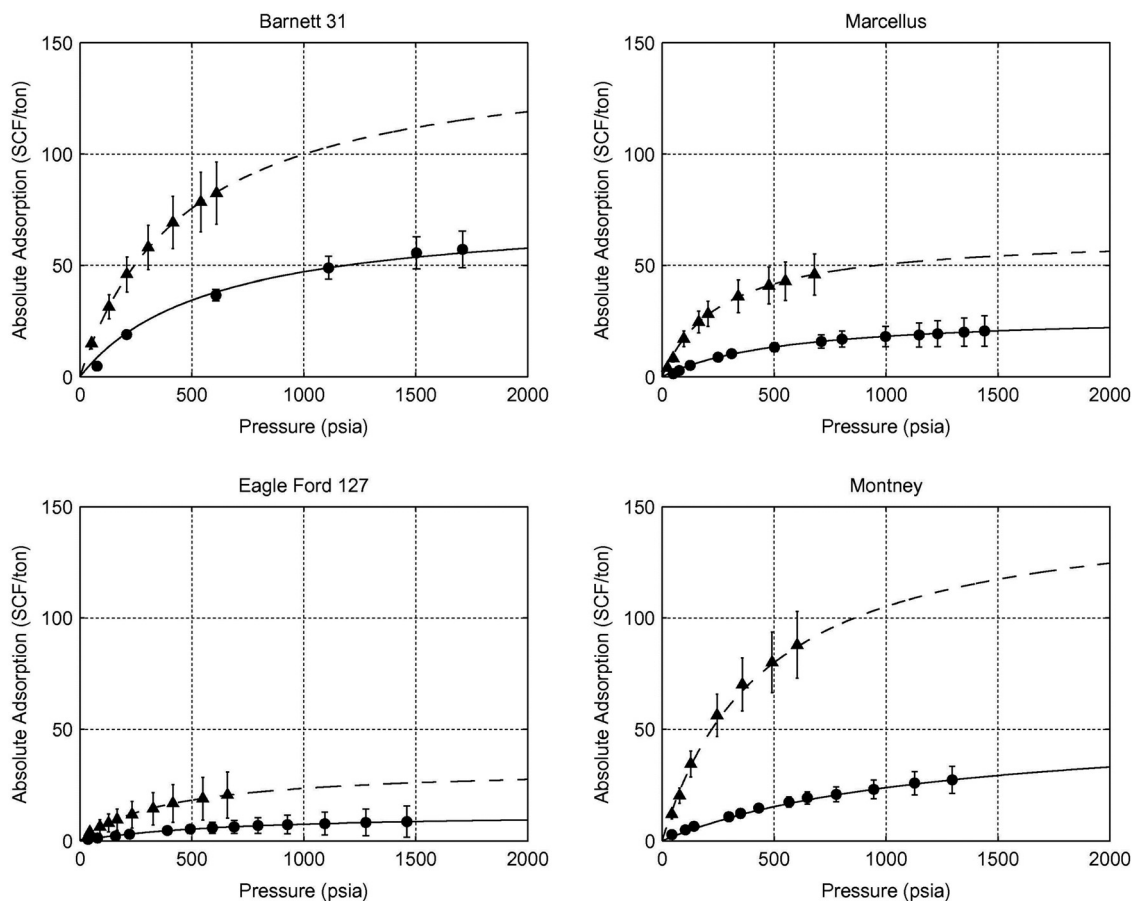 Barnett 31
150
100
50
0
Absolute Adsorption (SCF/ton)
0 500 1000 1500 2000
Pressure (psia)
Marcellus
150
100
50
0
Absolute Adsorption (SCF/ton)
0 500 1000 1500 2000
Pressure (psia)
Eagle Ford 127
150
100
50
0
Absolute Adsorption (SCF/ton)
0 500 1000 1500 2000
Pressure (psia)
Montney
150
100
50
0
Absolute Adsorption (SCF/ton)
0 500 1000 1500 2000
Pressure (psia)